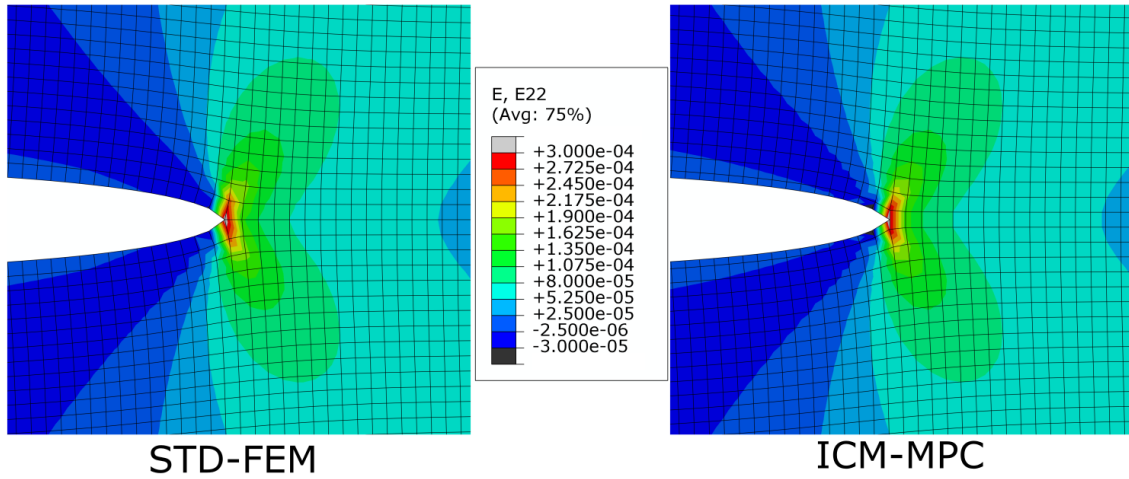 E, E22
(Avg: 75%)
+3.000e-04
+2.725e-04
+2.450e-04
+2.175e-04
+1.900e-04
+1.625e-04
+1.350e-04
+1.075e-04
+8.000e-05
+5.250e-05
+2.500e-05
-2.500e-06
-3.000e-05
STD-FEM
ICM-MPC